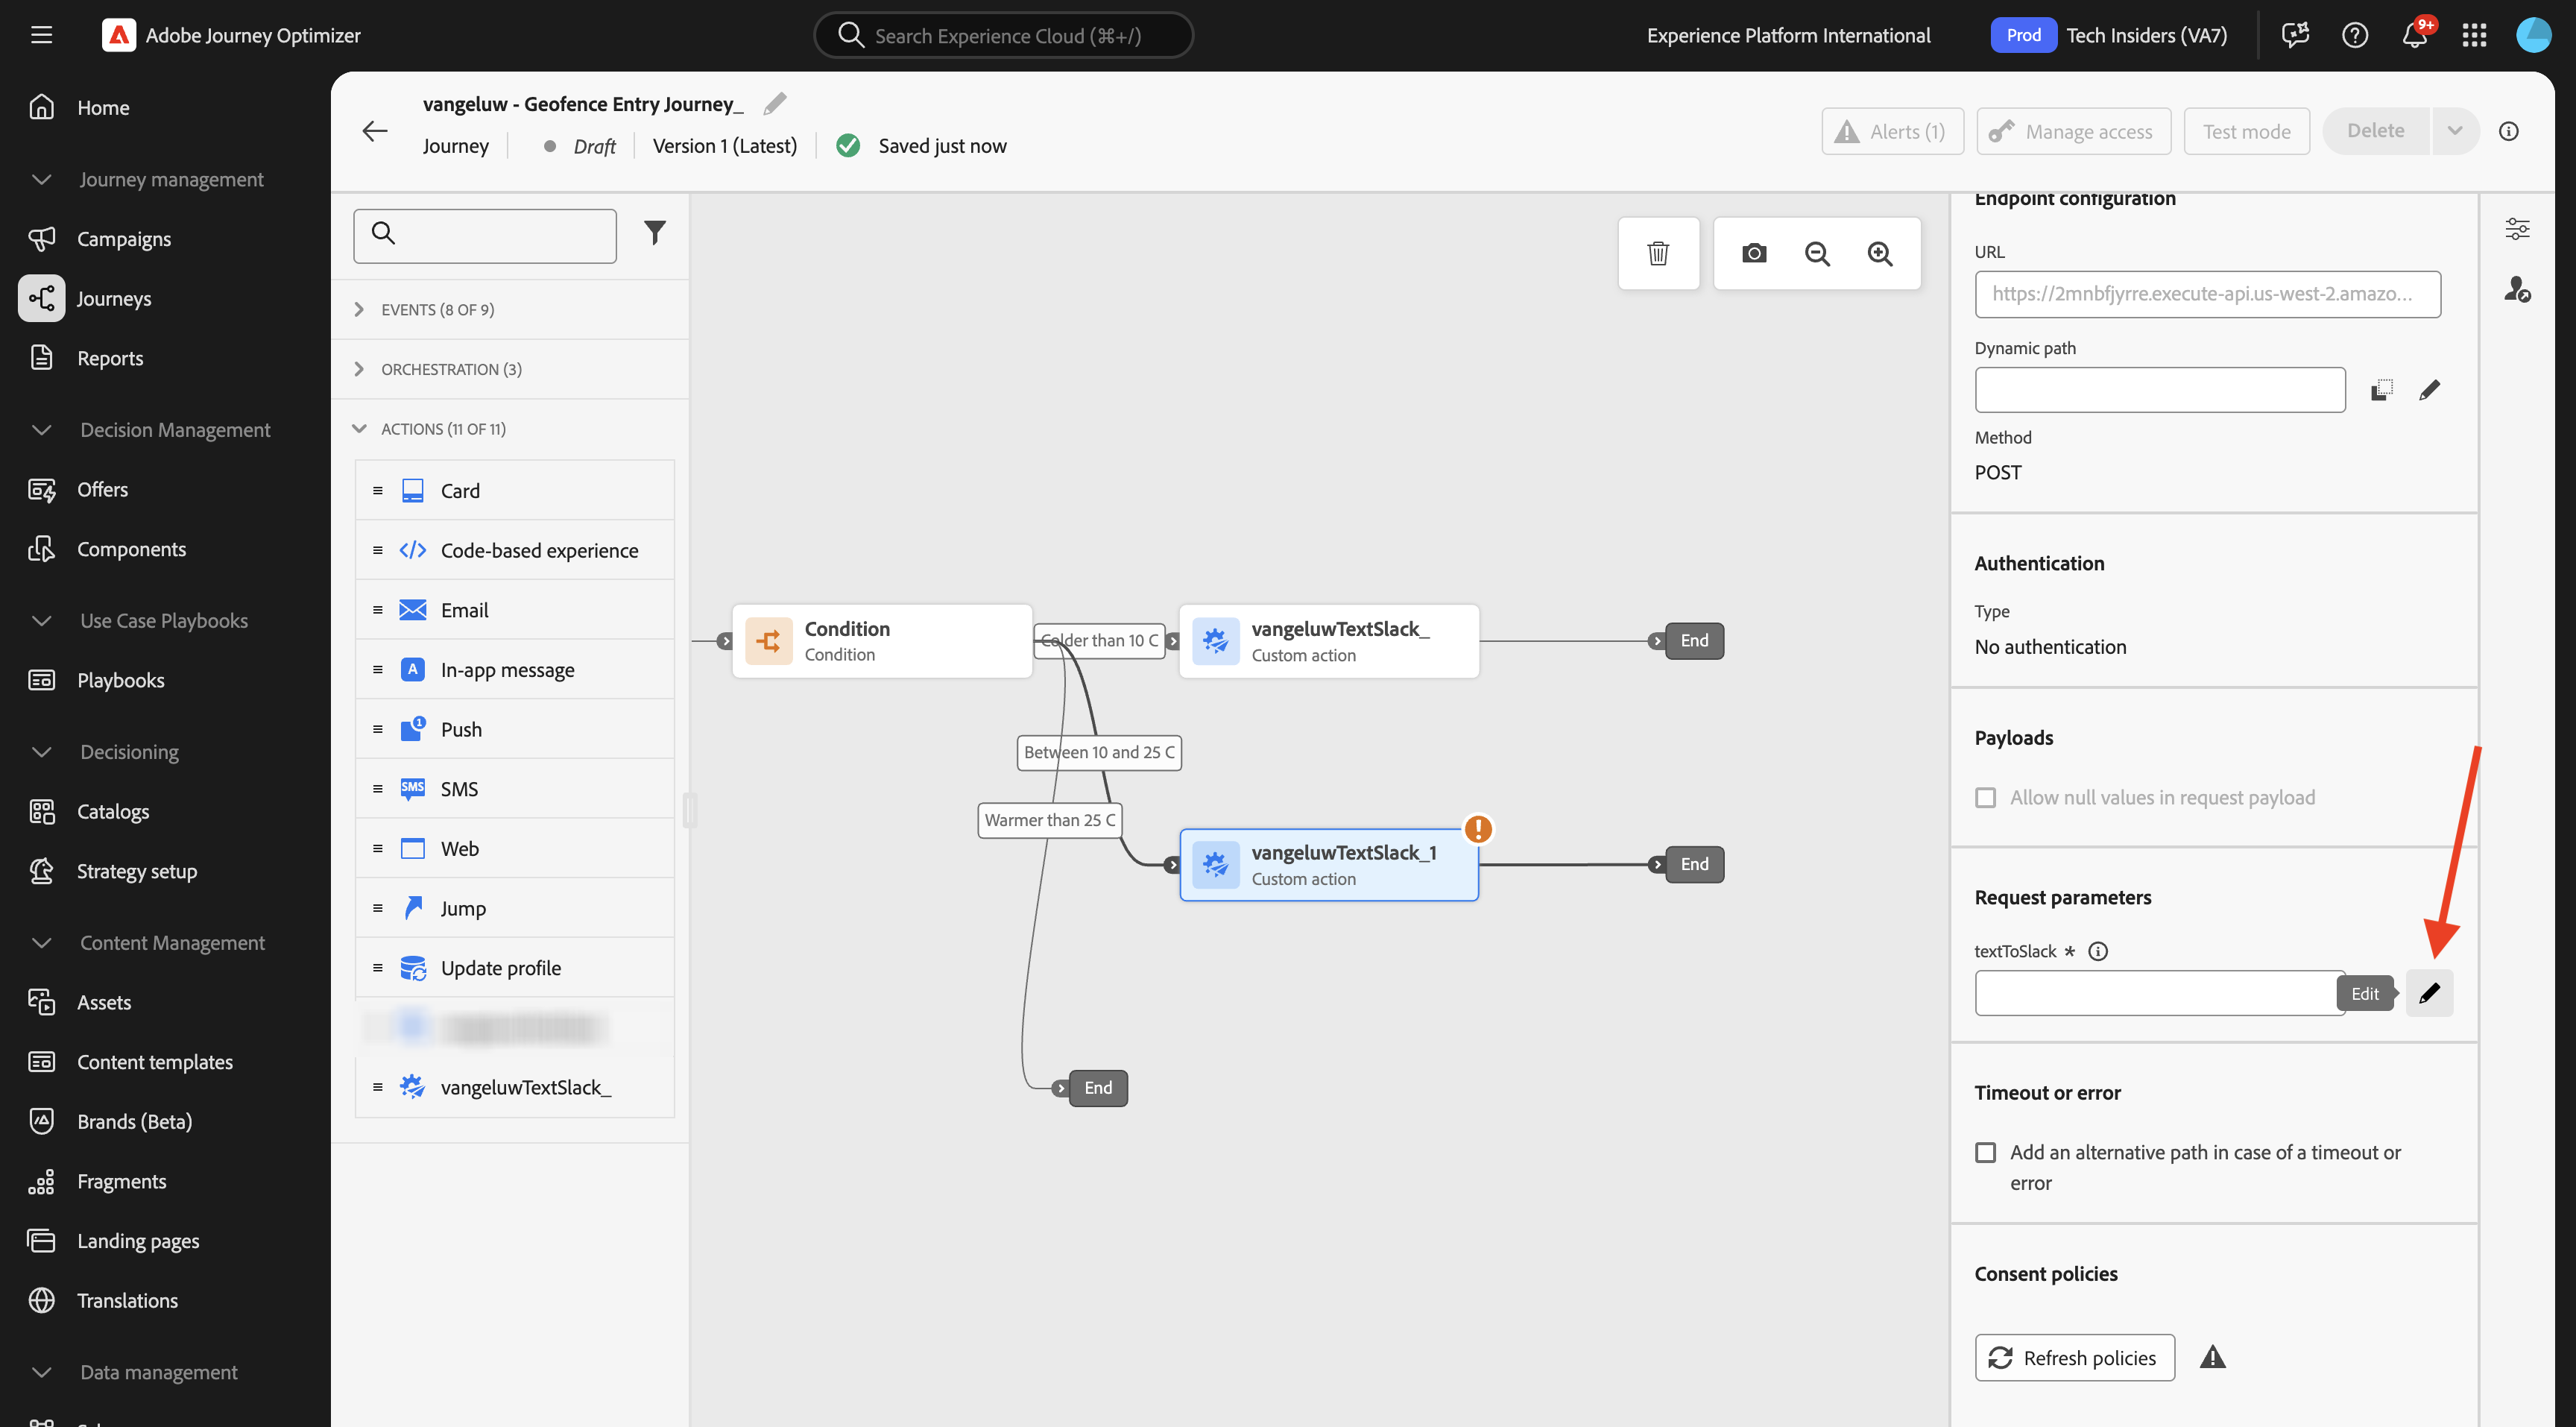 Adobe Journey Optimizer
Search Experience Cloud (⌘+/)
Experience Platform International
Prod
Tech Insiders (VA7)
9+
Home
Journey management
Campaigns
Journeys
Reports
Decision Management
Offers
Components
Use Case Playbooks
Playbooks
Decisioning
Catalogs
Strategy setup
Content Management
Assets
Content templates
Brands (Beta)
Fragments
Landing pages
Translations
Data management
vangeluw - Geofence Entry Journey_
Journey
Draft
Version 1 (Latest)
Saved just now
Alerts (1)
Manage access
Test mode
Delete
EVENTS (8 OF 9)
ORCHESTRATION (3)
ACTIONS (11 OF 11)
Card
Code-based experience
Email
In-app message
Push
SMS
SMS
Web
Jump
Update profile
vangeluwTextSlack_
Condition
Condition
Colder than 10 C
vangeluwTextSlack_
Custom action
End
Between 10 and 25 C
Warmer than 25 C
vangeluwTextSlack_1
Custom action
End
End
Endpoint configuration
URL
https://2mnbfjyrre.execute-api.us-west-2.amazo...
Dynamic path
Method
POST
Authentication
Type
No authentication
Payloads
Allow null values in request payload
Request parameters
textToSlack *
Edit
Timeout or error
Add an alternative path in case of a timeout or
error
Consent policies
Refresh policies